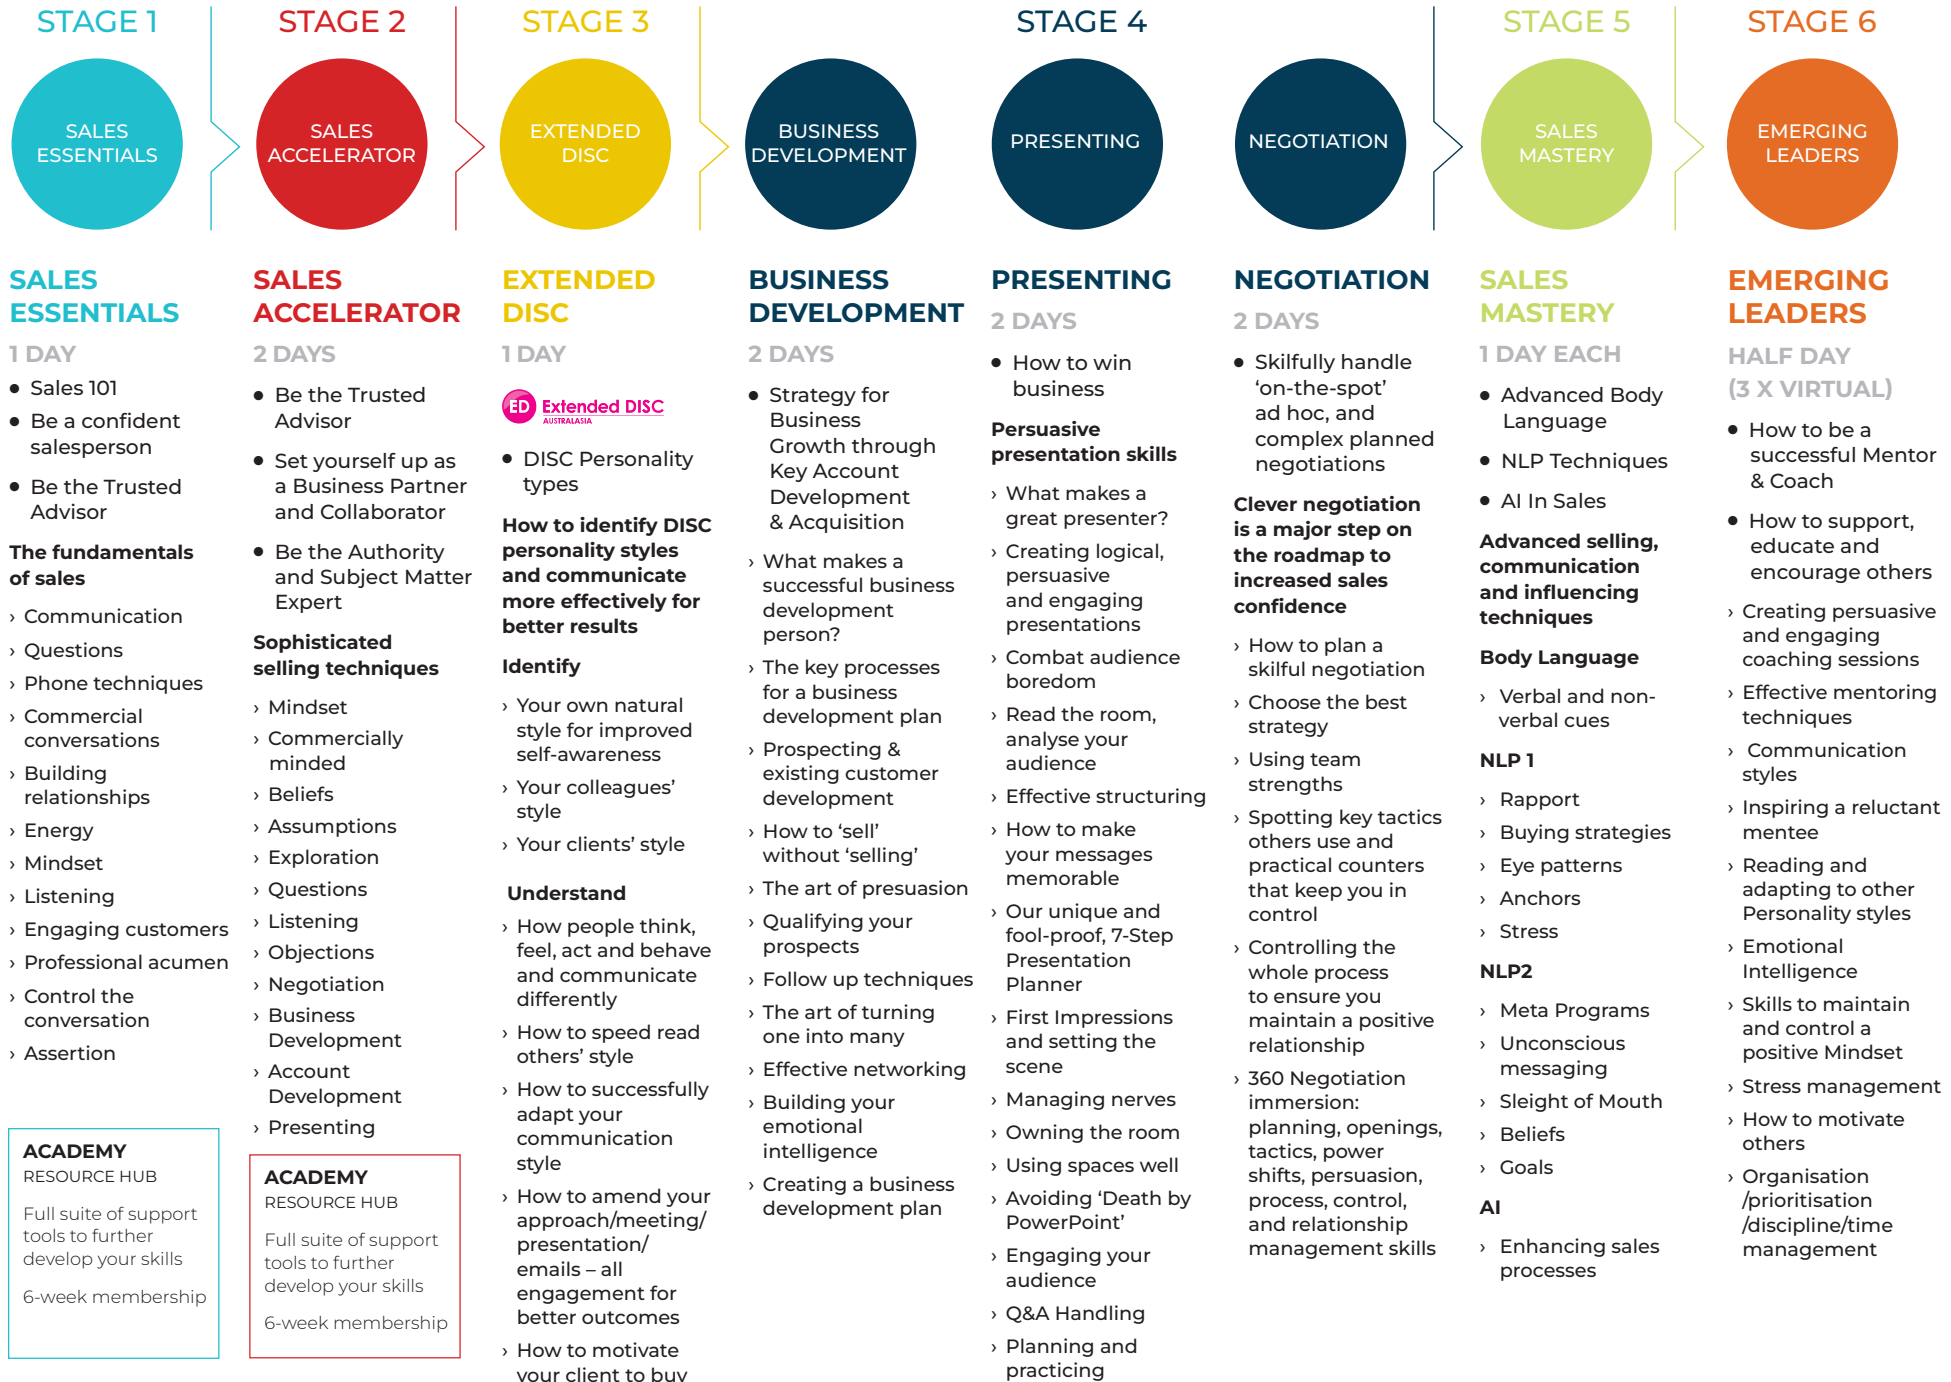 STAGE 1
STAGE 2
STAGE 3
STAGE 4
STAGE 5
STAGE 6
SALES
ESSENTIALS
SALES
ACCELERATOR
EXTENDED
DISC
BUSINESS
DEVELOPMENT
PRESENTING
NEGOTIATION
SALES
MASTERY
EMERGING
LEADERS
SALES
ESSENTIALS
1 DAY
• Sales 101
• Be a confident
salesperson
• Be the Trusted
Advisor
The fundamentals
of sales
› Communication
› Questions
› Phone techniques
› Commercial
conversations
› Building
relationships
› Energy
› Mindset
› Listening
› Engaging customers
› Professional acumen
› Control the
conversation
› Assertion
ACADEMY
RESOURCE HUB
Full suite of support
tools to further
develop your skills
6-week membership
SALES
ACCELERATOR
2 DAYS
• Be the Trusted
Advisor
• Set yourself up as
a Business Partner
and Collaborator
• Be the Authority
and Subject Matter
Expert
Sophisticated
selling techniques
› Mindset
› Commercially
minded
› Beliefs
› Assumptions
› Exploration
› Questions
› Listening
› Objections
› Negotiation
› Business
Development
› Account
Development
› Presenting
ACADEMY
RESOURCE HUB
Full suite of support
tools to further
develop your skills
6-week membership
EXTENDED
DISC
1 DAY
ED Extended DISC
AUSTRALASIA
• DISC Personality
types
How to identify DISC
personality styles
and communicate
more effectively for
better results
Identify
› Your own natural
style for improved
self-awareness
› Your colleagues’
style
› Your clients’ style
Understand
› How people think,
feel, act and behave
and communicate
differently
› How to speed read
others’ style
› How to successfully
adapt your
communication
style
› How to amend your
approach/meeting/
presentation/
emails – all
engagement for
better outcomes
› How to motivate
your client to buy
BUSINESS
DEVELOPMENT
2 DAYS
• Strategy for
Business
Growth through
Key Account
Development
& Acquisition
› What makes a
successful business
development
person?
› The key processes
for a business
development plan
› Prospecting &
existing customer
development
› How to ‘sell’
without ‘selling’
› The art of presuasion
› Qualifying your
prospects
› Follow up techniques
› The art of turning
one into many
› Effective networking
› Building your
emotional
intelligence
› Creating a business
development plan
PRESENTING
2 DAYS
• How to win
business
Persuasive
presentation skills
› What makes a
great presenter?
› Creating logical,
persuasive
and engaging
presentations
› Combat audience
boredom
› Read the room,
analyse your
audience
› Effective structuring
› How to make
your messages
memorable
› Our unique and
fool-proof, 7-Step
Presentation
Planner
› First Impressions
and setting the
scene
› Managing nerves
› Owning the room
› Using spaces well
› Avoiding ‘Death by
PowerPoint’
› Engaging your
audience
› Q&A Handling
› Planning and
practicing
NEGOTIATION
2 DAYS
• Skilfully handle
‘on-the-spot’
ad hoc, and
complex planned
negotiations
Clever negotiation
is a major step on
the roadmap to
increased sales
confidence
› How to plan a
skilful negotiation
› Choose the best
strategy
› Using team
strengths
› Spotting key tactics
others use and
practical counters
that keep you in
control
› Controlling the
whole process
to ensure you
maintain a positive
relationship
› 360 Negotiation
immersion:
planning, openings,
tactics, power
shifts, persuasion,
process, control,
and relationship
management skills
SALES
MASTERY
1 DAY EACH
• Advanced Body
Language
• NLP Techniques
• AI In Sales
Advanced selling,
communication
and influencing
techniques
Body Language
› Verbal and non-
verbal cues
NLP 1
› Rapport
› Buying strategies
› Eye patterns
› Anchors
› Stress
NLP2
› Meta Programs
› Unconscious
messaging
› Sleight of Mouth
› Beliefs
› Goals
AI
› Enhancing sales
processes
EMERGING
LEADERS
HALF DAY
(3 X VIRTUAL)
• How to be a
successful Mentor
& Coach
• How to support,
educate and
encourage others
› Creating persuasive
and engaging
coaching sessions
› Effective mentoring
techniques
› Communication
styles
› Inspiring a reluctant
mentee
› Reading and
adapting to other
Personality styles
› Emotional
Intelligence
› Skills to maintain
and control a
positive Mindset
› Stress management
› How to motivate
others
› Organisation
/prioritisation
/discipline/time
management